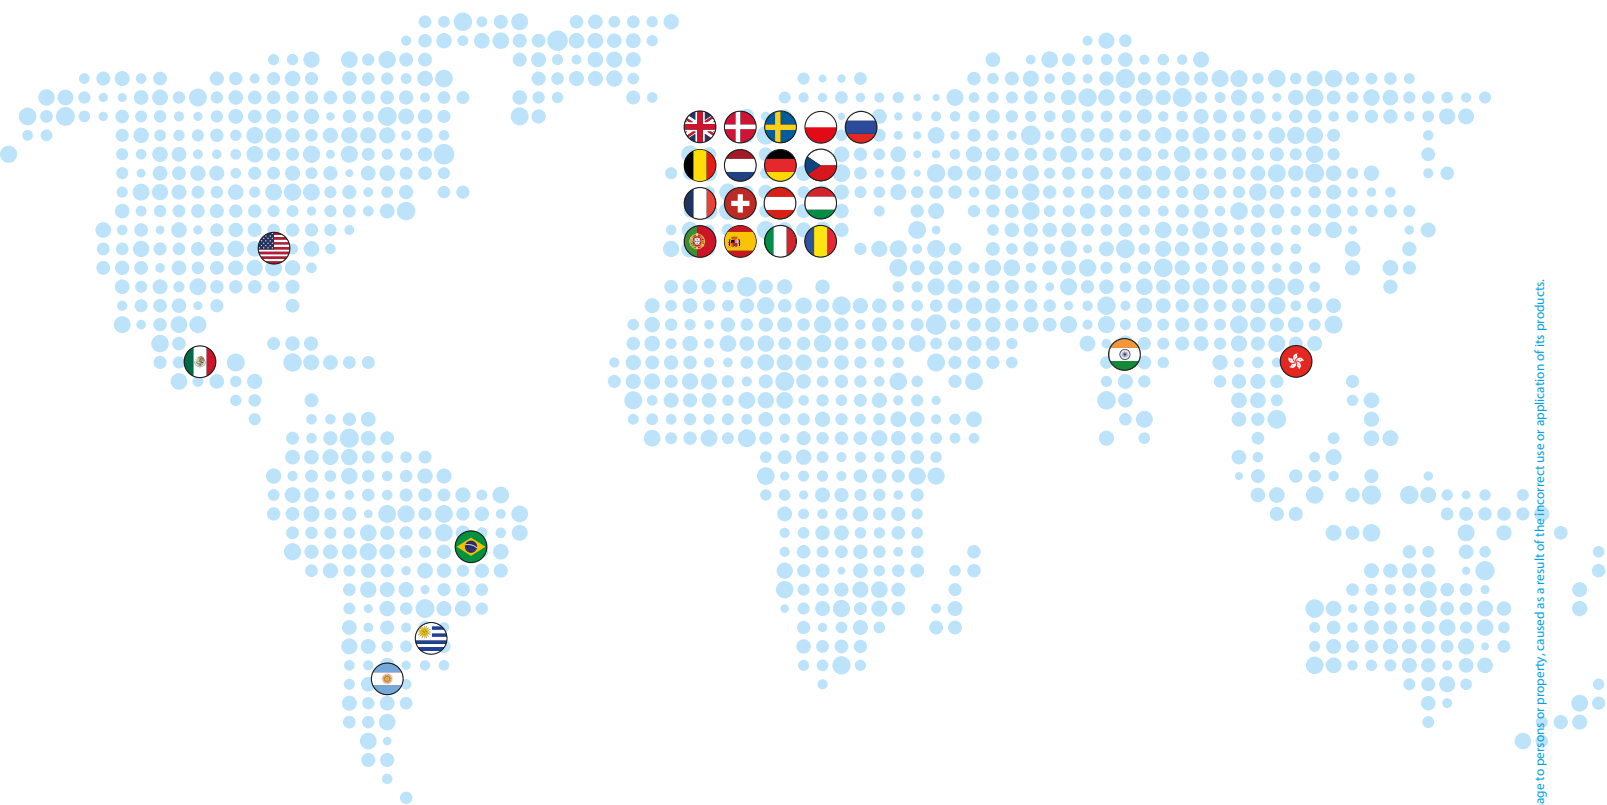 age to persons or property, caused as a result of the incorrect use or application of its products.